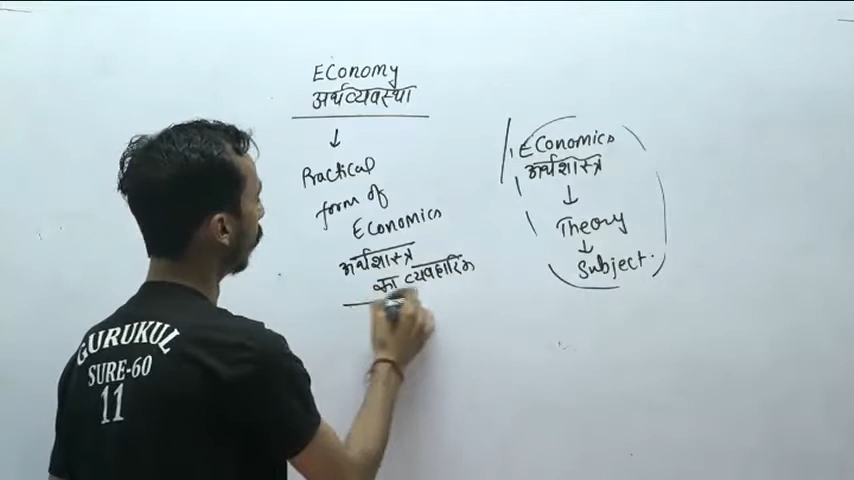 Economy
अर्थव्यवस्था
Practical
form of
Economics
अर्थशास्त्र
का व्यवहारिक
Economics
अर्थशास्त्र
Theory
Subject.
GURUKUL
SURE-60
11